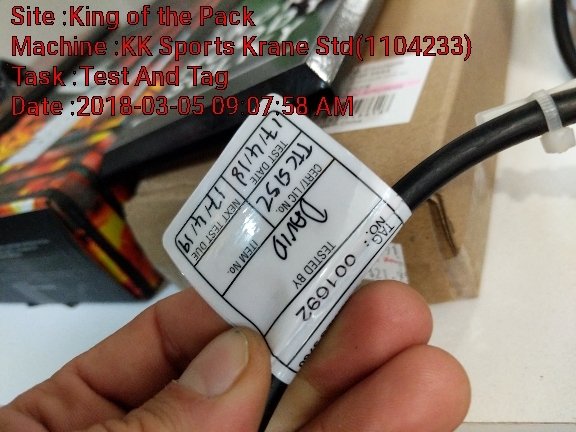 Site :King of the Pack
Machine :KK Sports Krane Std(1104233)
Task :Test And Tag
Date :2018-03-05 09 07:58 AM
TAG NO: 001692
TESTED BY
DAVID
CERT/LIC No.
ITEM No.
TEST DATE
17/4/18
NEXT TEST DUE
17/4/19